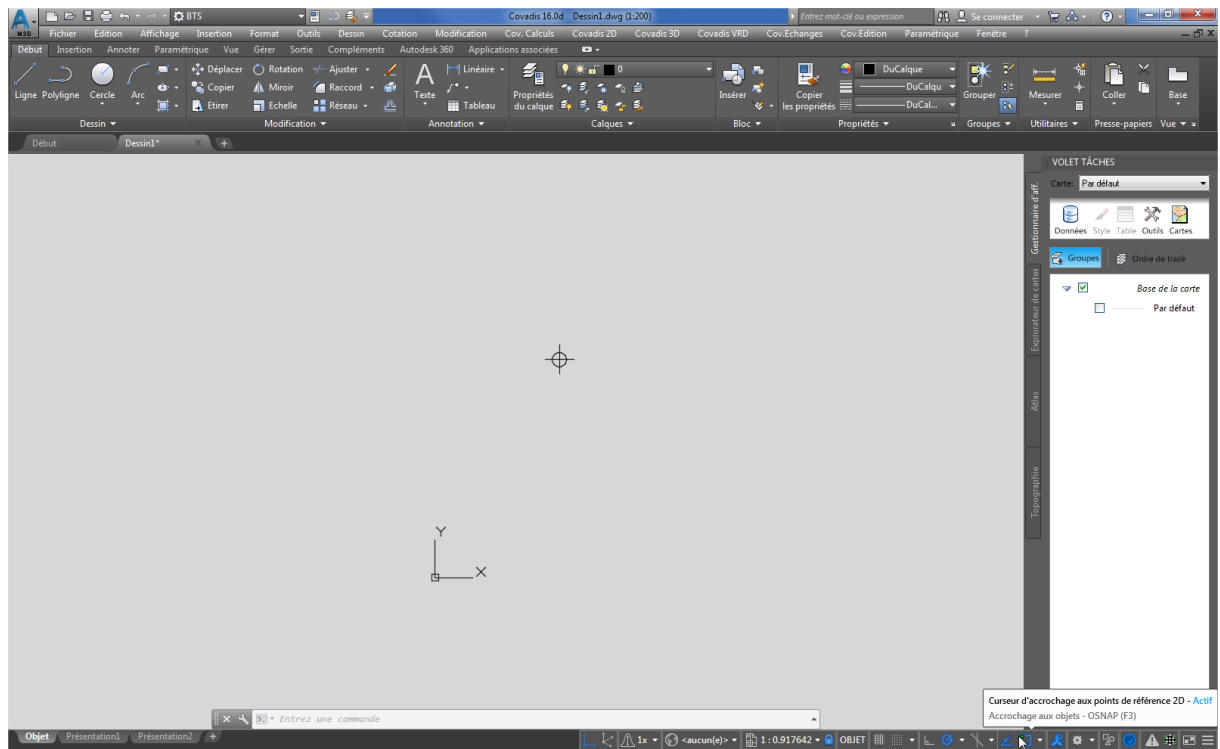 M3D
BTS
Covadis 16.0d Dessin1.dwg (1:200)
Entrez mot-clé ou expression
Se connecter
Fichier Edition Affichage Insertion Format Outils Dessin Cotation Modification Cov. Calculs Covadis 2D Covadis 3D Covadis VRD Cov.Echanges Cov.Edition Paramétrique Fenêtre ?
Début Insertion Annoter Paramétrique Vue Gérer Sortie Compléments Autodesk 360 Applications associées
Ligne Polyligne Cercle Arc
Déplacer Rotation Ajuster
Copier Miroir Raccord
Etirer Echelle Réseau
A
Texte
Linéaire
Tableau
Propriétés
du calque
0
Insérer
Copier
les propriétés
DuCalque
DuCalqu
DuCal...
Grouper
Mesurer
Coller
Base
Dessin Modification Annotation Calques Bloc Propriétés Groupes Utilitaires Presse-papiers Vue
Début Dessin1* +
VOLET TÂCHES
Carte: Par défaut
Données Style Table Outils Cartes
Groupes Ordre de tracé
Base de la carte
Par défaut
Gestionnaire d'aff.
Explorateur de cartes
Atlas
Topographie
Y
X
Entrez une commande
Curseur d'accrochage aux points de référence 2D - Actif
Accrochage aux objets - OSNAP (F3)
Objet Présentation1 Présentation2 +
1x <aucun(e)> 1 : 0.917642 OBJET